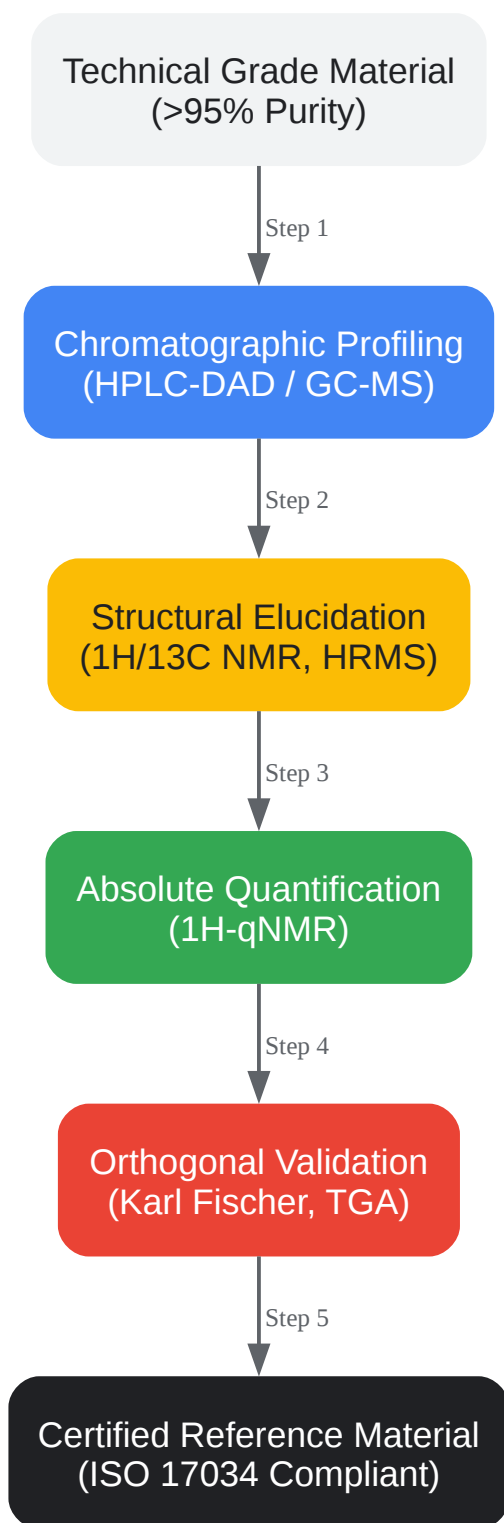 Technical Grade Material
(>95% Purity)
Step 1
Chromatographic Profiling
(HPLC-DAD / GC-MS)
Step 2
Structural Elucidation
(1H/13C NMR, HRMS)
Step 3
Absolute Quantification
(1H-qNMR)
Step 4
Orthogonal Validation
(Karl Fischer, TGA)
Step 5
Certified Reference Material
(ISO 17034 Compliant)